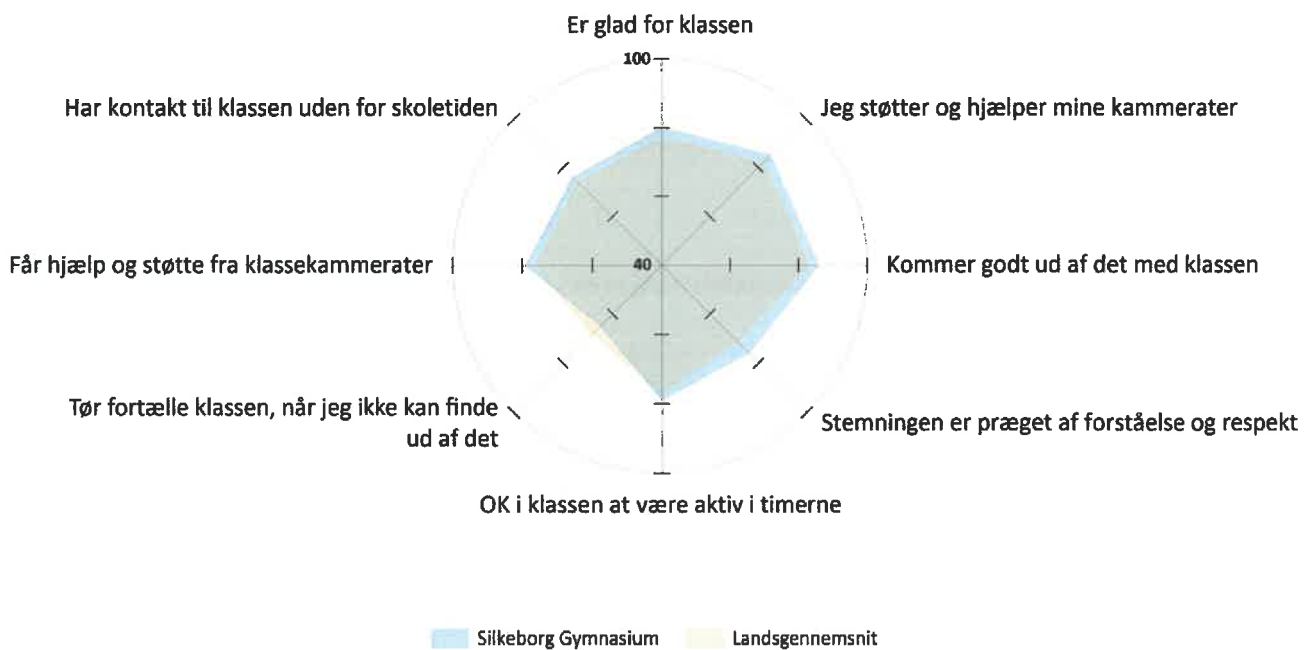 Er glad for klassen
100
Har kontakt til klassen uden for skoletiden
Jeg støtter og hjælper mine kammerater
Får hjælp og støtte fra klassekammerater
40
Kommer godt ud af det med klassen
Tør fortælle klassen, når jeg ikke kan finde
ud af det
Stemningen er præget af forståelse og respekt
OK i klassen at være aktiv i timerne
Silkeborg Gymnasium
Landsgennemsnit